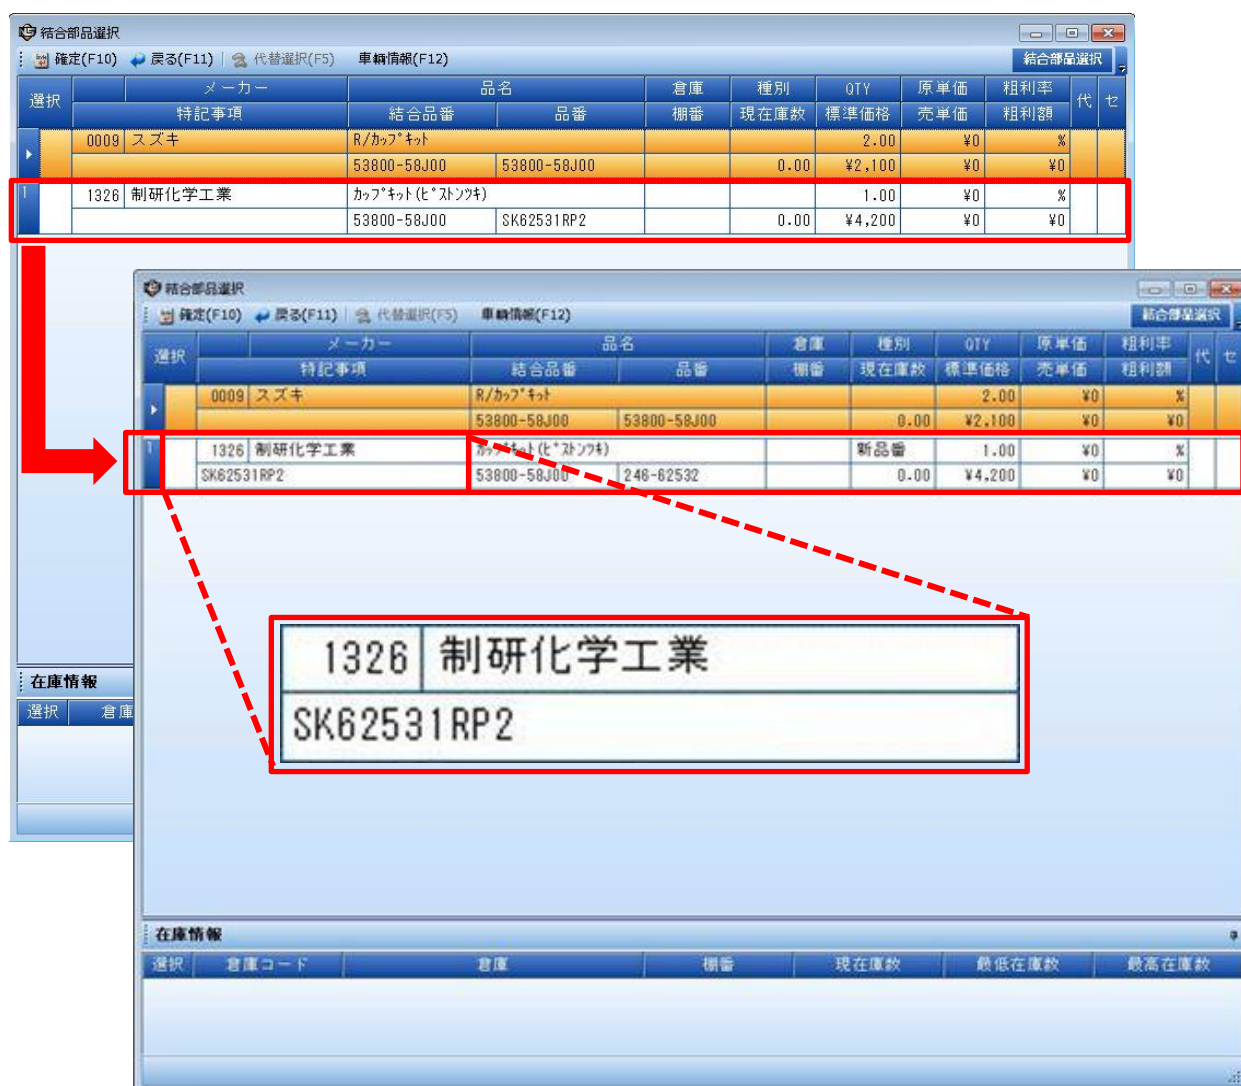 結合部品選択
確定(F10) 戻る(F11) 代替選択(F5) 車輌情報(F12) 結合部品選択
選択 メーカー 品名 倉庫 種別 QTY 原単価 粗利率 代 セ
特記事項 結合品番 品番 棚番 現在庫数 標準価格 売単価 粗利額
0009 スズキ R/ｶｯﾌﾟｷｯﾄ 2.00 ¥0 %
53800-58J00 53800-58J00 0.00 ¥2,100 ¥0 ¥0
1 1326 制研化学工業 ｶｯﾌﾟｷｯﾄ(ﾋﾟｽﾄﾝﾂｷ) 1.00 ¥0 %
53800-58J00 SK62531RP2 0.00 ¥4,200 ¥0 ¥0
在庫情報
選択 倉庫
結合部品選択
確定(F10) 戻る(F11) 代替選択(F5) 車輌情報(F12) 結合部品選択
選択 メーカー 品名 倉庫 種別 QTY 原単価 粗利率 代 セ
特記事項 結合品番 品番 棚番 現在庫数 標準価格 売単価 粗利額
0009 スズキ R/ｶｯﾌﾟｷｯﾄ 2.00 ¥0 %
53800-58J00 53800-58J00 0.00 ¥2,100 ¥0 ¥0
1 1326 制研化学工業 ｶｯﾌﾟｷｯﾄ(ﾋﾟｽﾄﾝﾂｷ) 新品番 1.00 ¥0 %
SK62531RP2 53800-58J00 246-62532 0.00 ¥4,200 ¥0 ¥0
1326 制研化学工業
SK62531RP2
在庫情報
選択 倉庫コード 倉庫 棚番 現在庫数 最低在庫数 最高在庫数